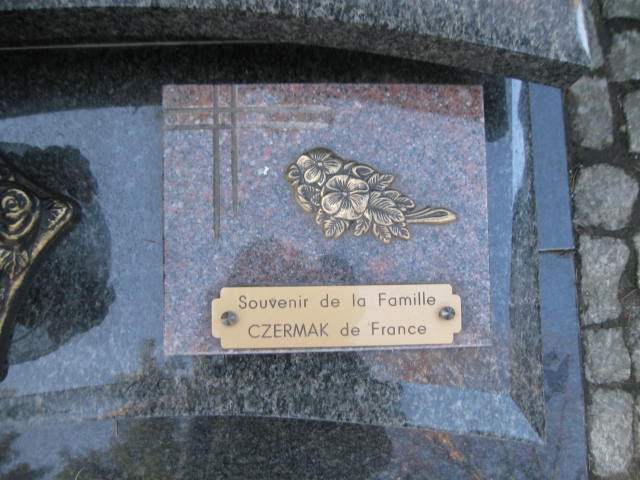 Souvenir de la Famille
CZERMAK de France